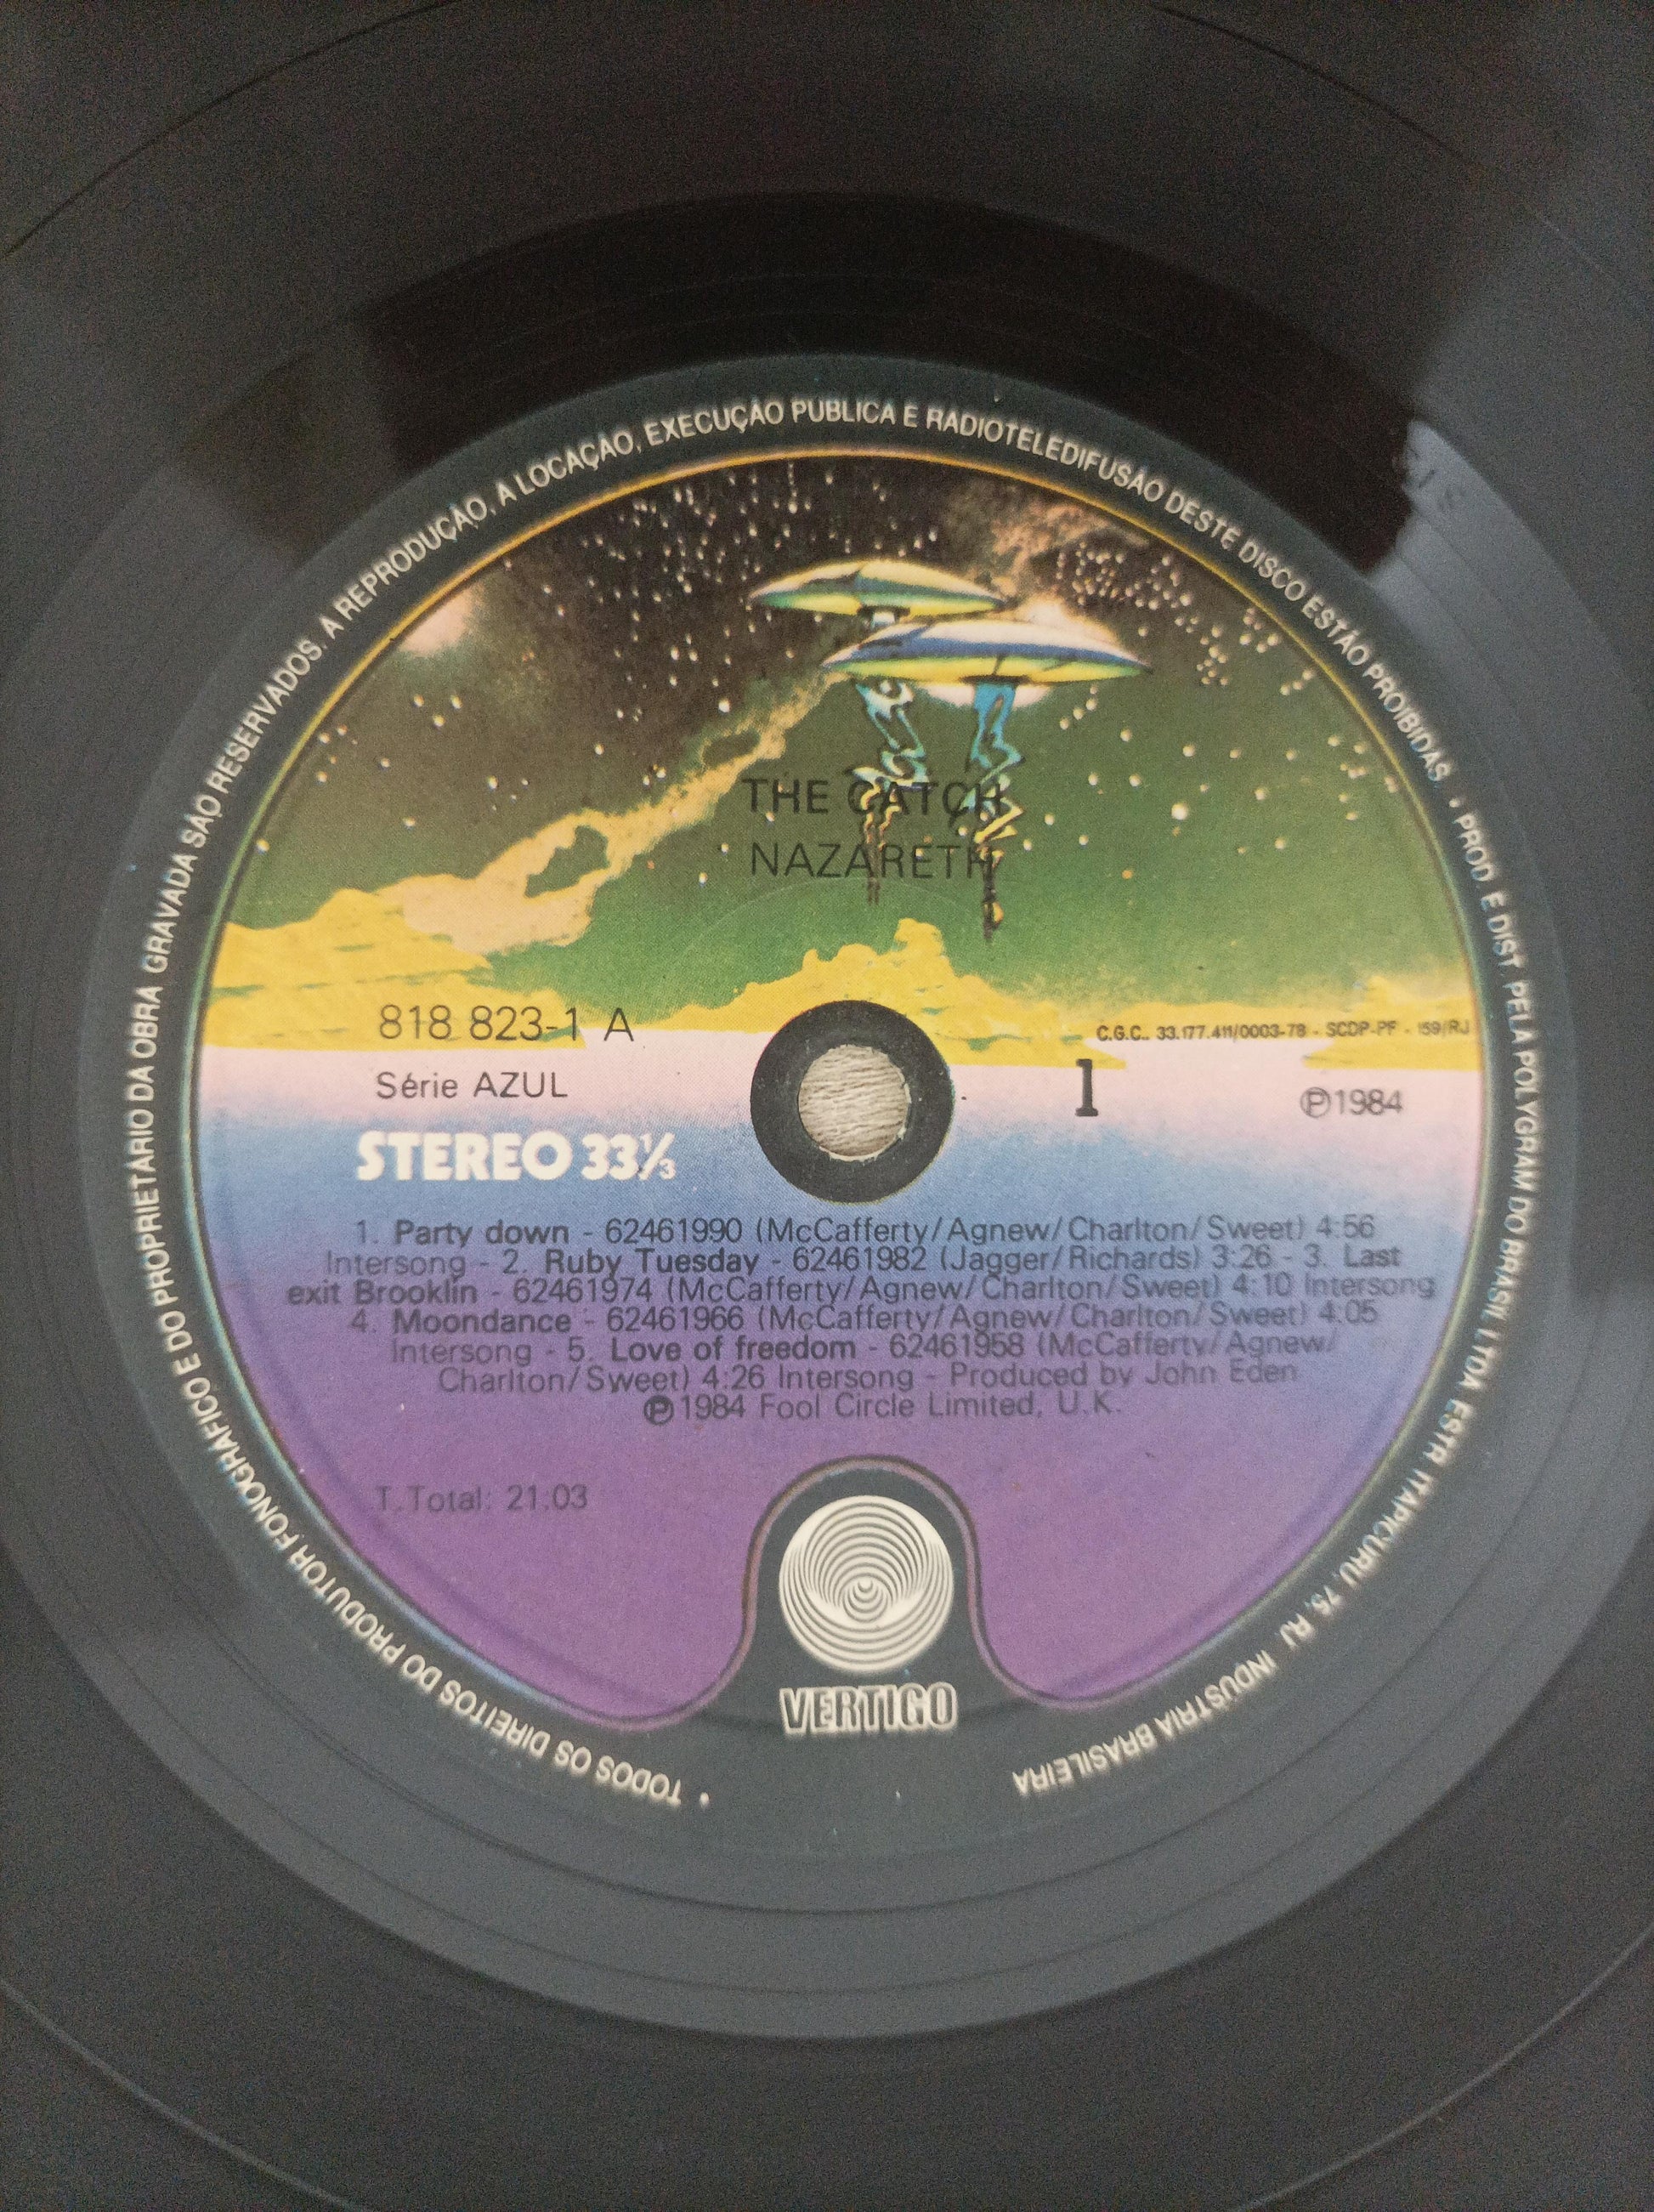 TODOS OS DIREITOS DO PRODUTOR FONOGRÁFICO E DO PROPRIETÁRIO DA OBRA GRAVADA SÃO RESERVADOS. A REPRODUÇÃO, A LOCAÇÃO, EXECUÇÃO PÚBLICA E RADIOTELEDIFUSÃO DESTE DISCO ESTÃO PROIBIDAS. • PROD. E DIST. PELA POLYGRAM DO BRASIL LTDA. ESTR. ITAPICURU, 75, RJ INDÚSTRIA BRASILEIRA •
THE CATCH
NAZARETH
818 823-1 A
C.G.C.. 33.177.411/0003-78 - SCDP-PF - 159/RJ
Série AZUL
1
℗1984
STEREO 33⅓
1. Party down - 62461990 (McCafferty/Agnew/Charlton/Sweet) 4:56
Intersong - 2. Ruby Tuesday - 62461982 (Jagger/Richards) 3:26 - 3. Last
exit Brooklin - 62461974 (McCafferty/Agnew/Charlton/Sweet) 4:10 Intersong
4. Moondance - 62461966 (McCafferty/Agnew/Charlton/Sweet) 4:05
Intersong - 5. Love of freedom - 62461958 (McCafferty/Agnew/
Charlton/Sweet) 4:26 Intersong - Produced by John Eden
℗1984 Fool Circle Limited, U.K.
T. Total: 21:03
VERTIGO